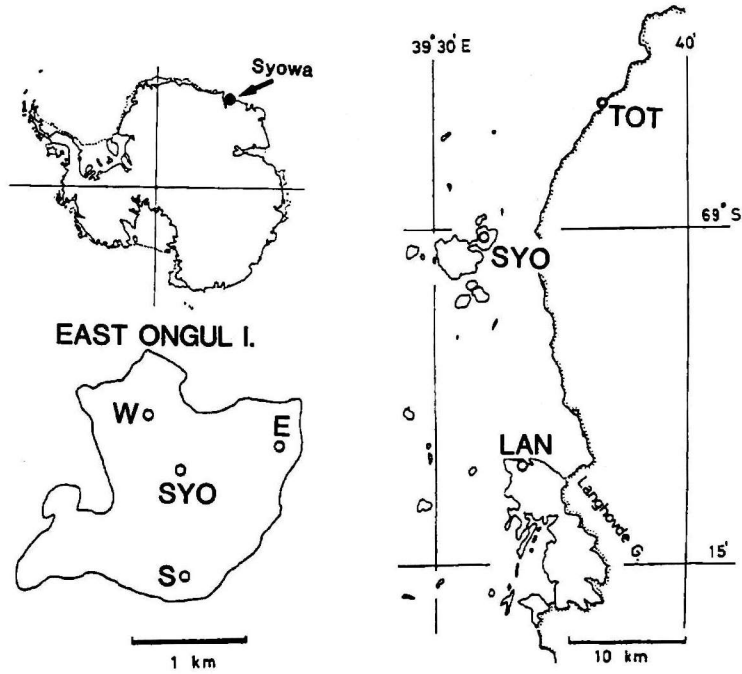 Syowa
EAST ONGUL I.
W
E
SYO
S
1 km
39° 30' E
40'
TOT
69° S
SYO
LAN
Langhovde G.
15'
10 km